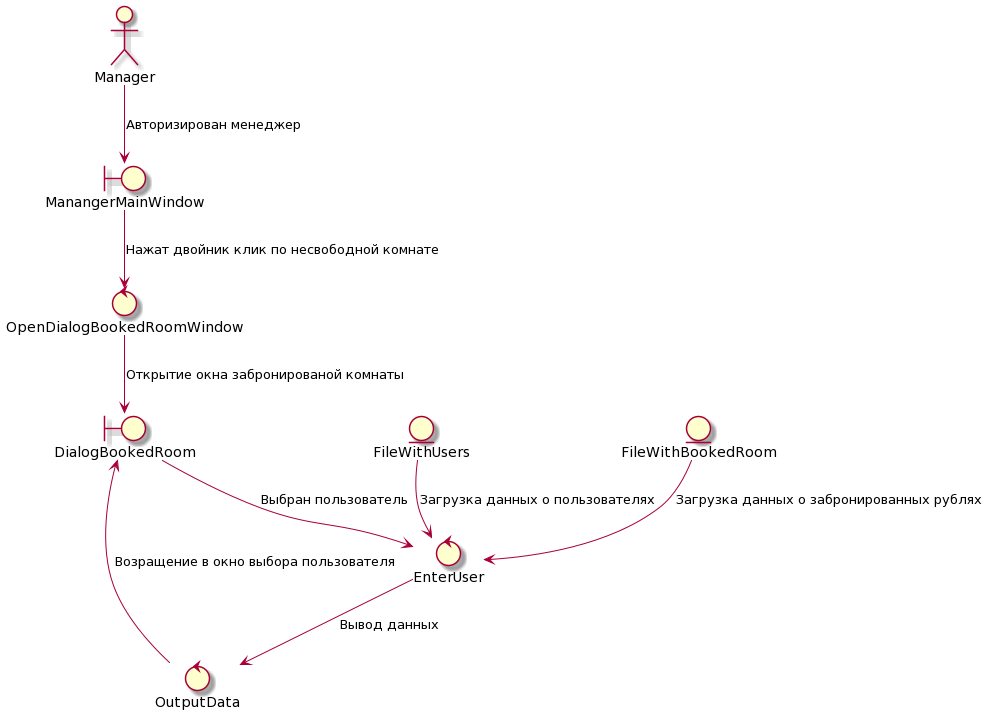 Manager
Авторизирован менеджер
ManangerMainWindow
Нажат двойник клик по несвободной комнате
OpenDialogBookedRoomWindow
Открытие окна забронированой комнаты
DialogBookedRoom
FileWithUsers
FileWithBookedRoom
Выбран пользователь
Загрузка данных о пользователях
Загрузка данных о забронированных рублях
Возращение в окно выбора пользователя
EnterUser
Вывод данных
OutputData